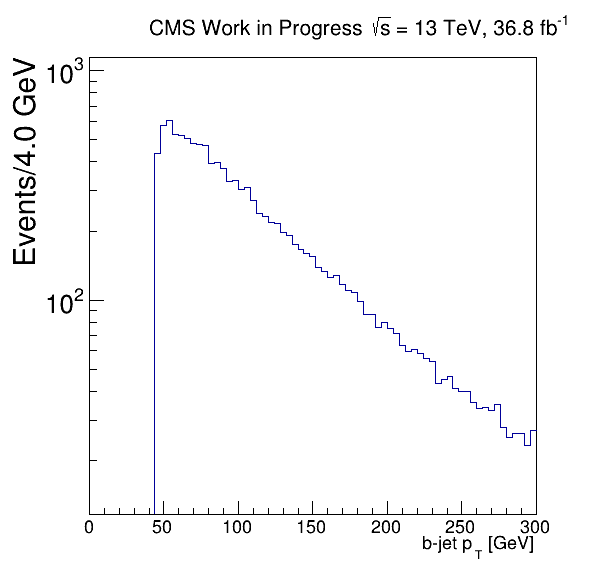 CMS Work in Progress √s = 13 TeV, 36.8 fb⁻¹
Events/4.0 GeV
10³
10²
0 50 100 150 200 250 300
b-jet p_T [GeV]